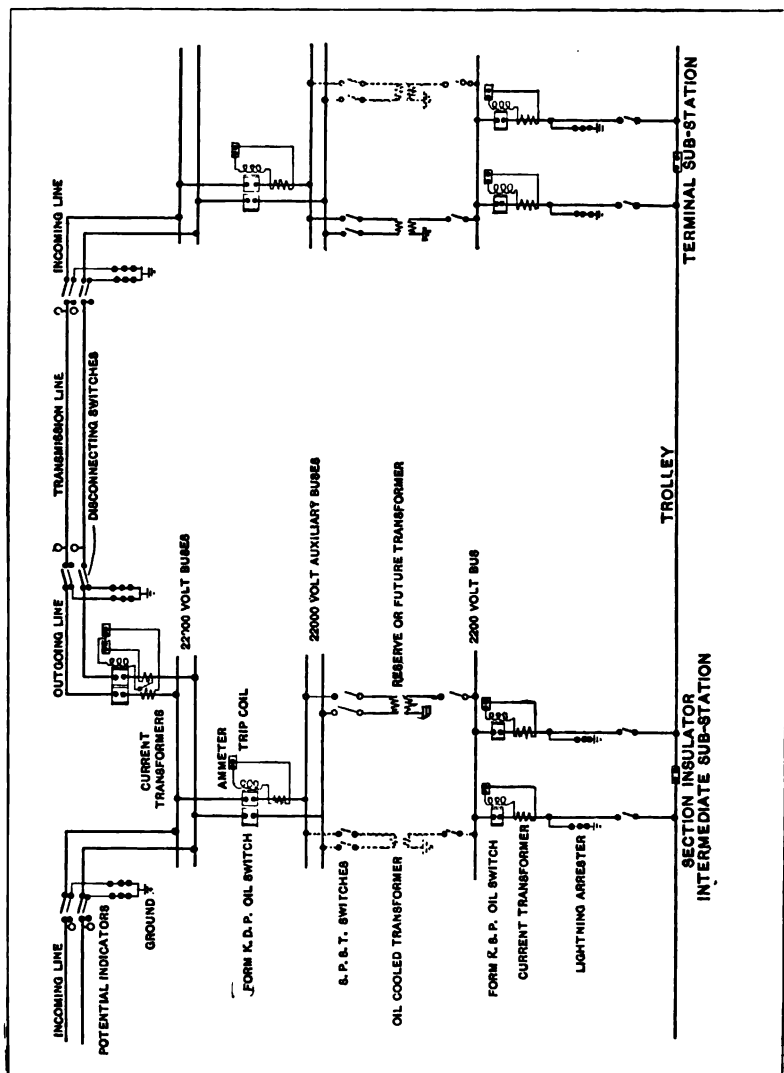 INCOMING LINE
POTENTIAL INDICATORS
GROUND
OUTGOING LINE
TRANSMISSION LINE
DISCONNECTING SWITCHES
INCOMING LINE
CURRENT
TRANSFORMERS
22000 VOLT BUSES
FORM K. D. P. OIL SWITCH
AMMETER
TRIP COIL
22000 VOLT AUXILIARY BUSES
S. P. S. T. SWITCHES
OIL COOLED TRANSFORMER
RESERVE OR FUTURE TRANSFORMER
2200 VOLT BUS
FORM K. S. P. OIL SWITCH
CURRENT TRANSFORMER
LIGHTNING ARRESTER
TROLLEY
SECTION INSULATOR
INTERMEDIATE SUB-STATION
TERMINAL SUB-STATION